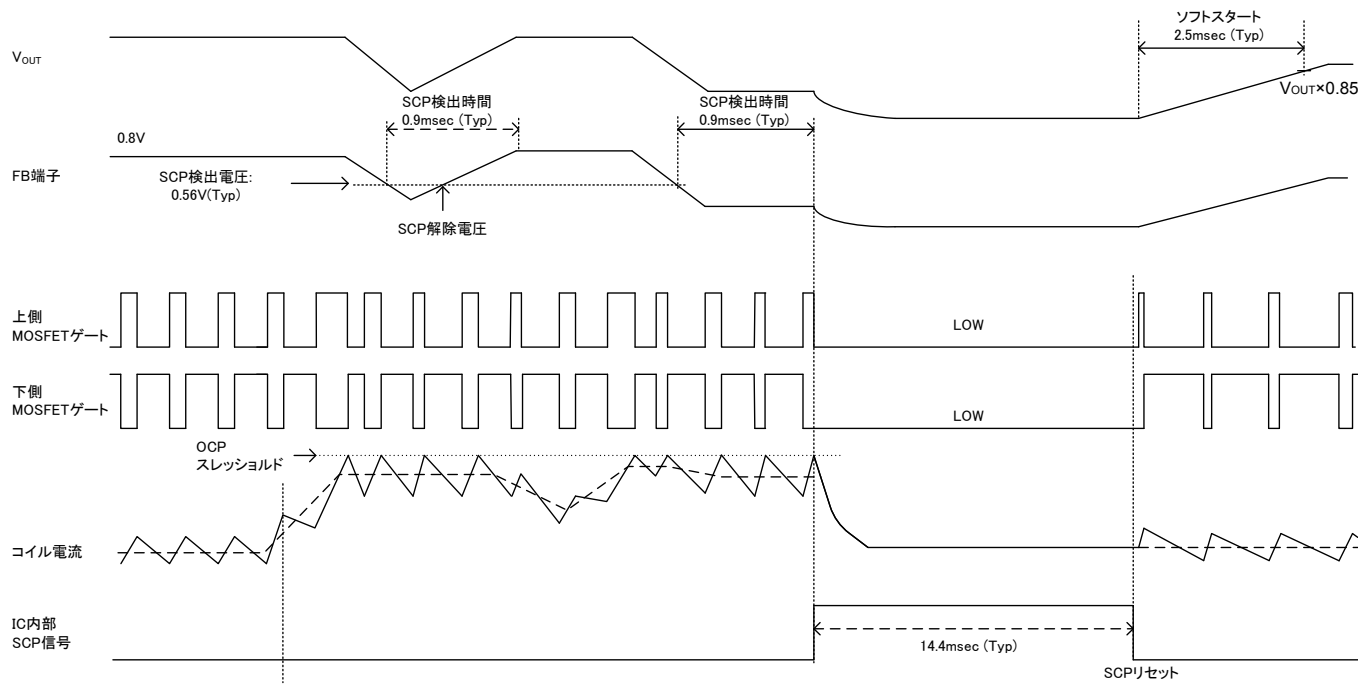 ソフトスタート
2.5msec (Typ)
VOUT
VOUT×0.85
SCP検出時間
0.9msec (Typ)
SCP検出時間
0.9msec (Typ)
0.8V
FB端子
SCP検出電圧:
0.56V(Typ)
SCP解除電圧
上側
MOSFETゲート
LOW
下側
MOSFETゲート
LOW
OCP
スレッショルド
コイル電流
IC内部
SCP信号
14.4msec (Typ)
SCPリセット